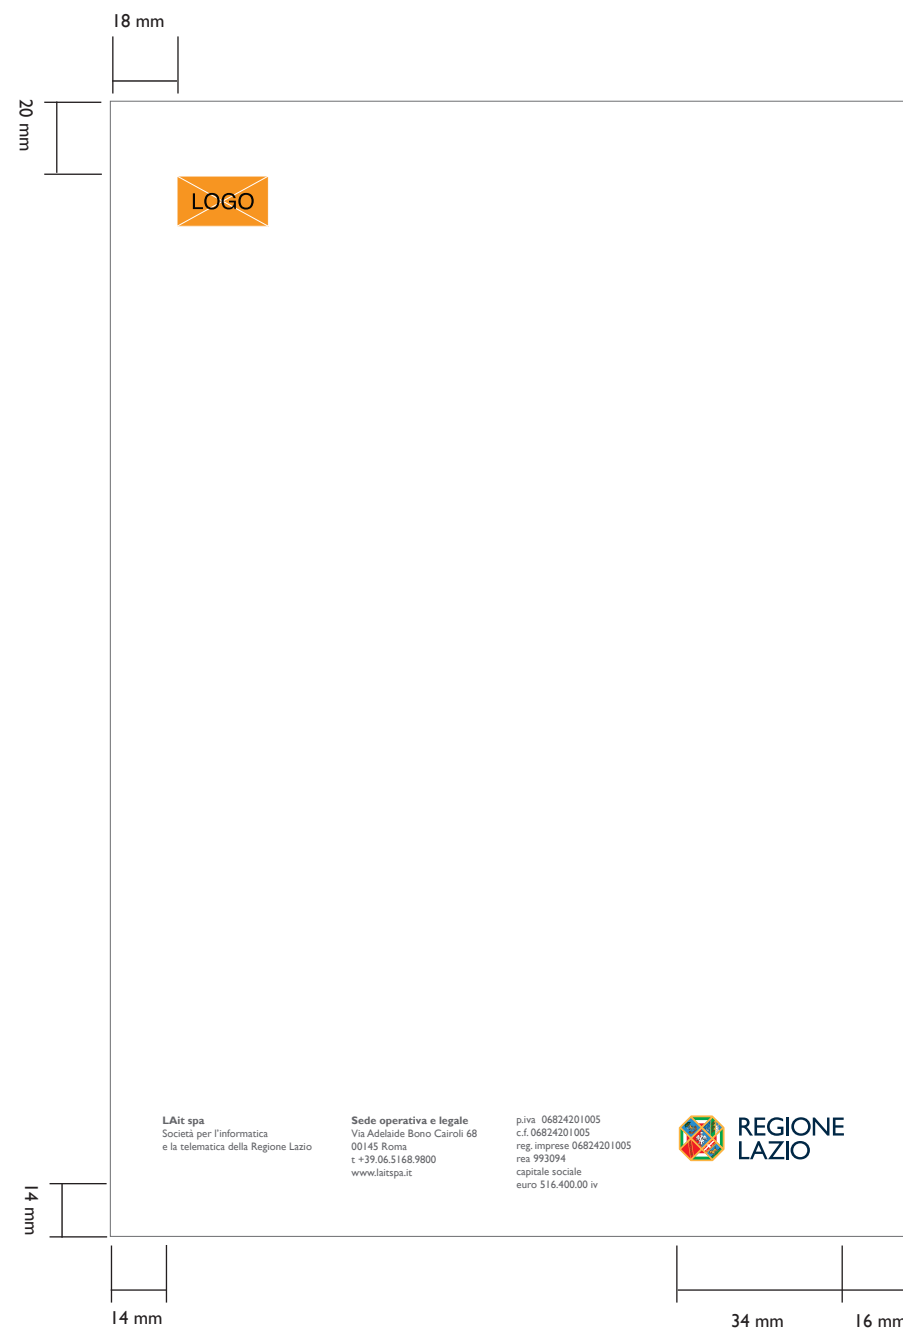 18 mm
20 mm
LOGO
LAit spa
Società per l'informatica
e la telematica della Regione Lazio
Sede operativa e legale
Via Adelaide Bono Cairoli 68
00145 Roma
t +39.06.5168.9800
www.laitspa.it
p.iva  06824201005
c.f. 06824201005
reg. imprese 06824201005
rea 993094
capitale sociale
euro 516.400.00 iv
REGIONE
LAZIO
14 mm
14 mm
34 mm
16 mm